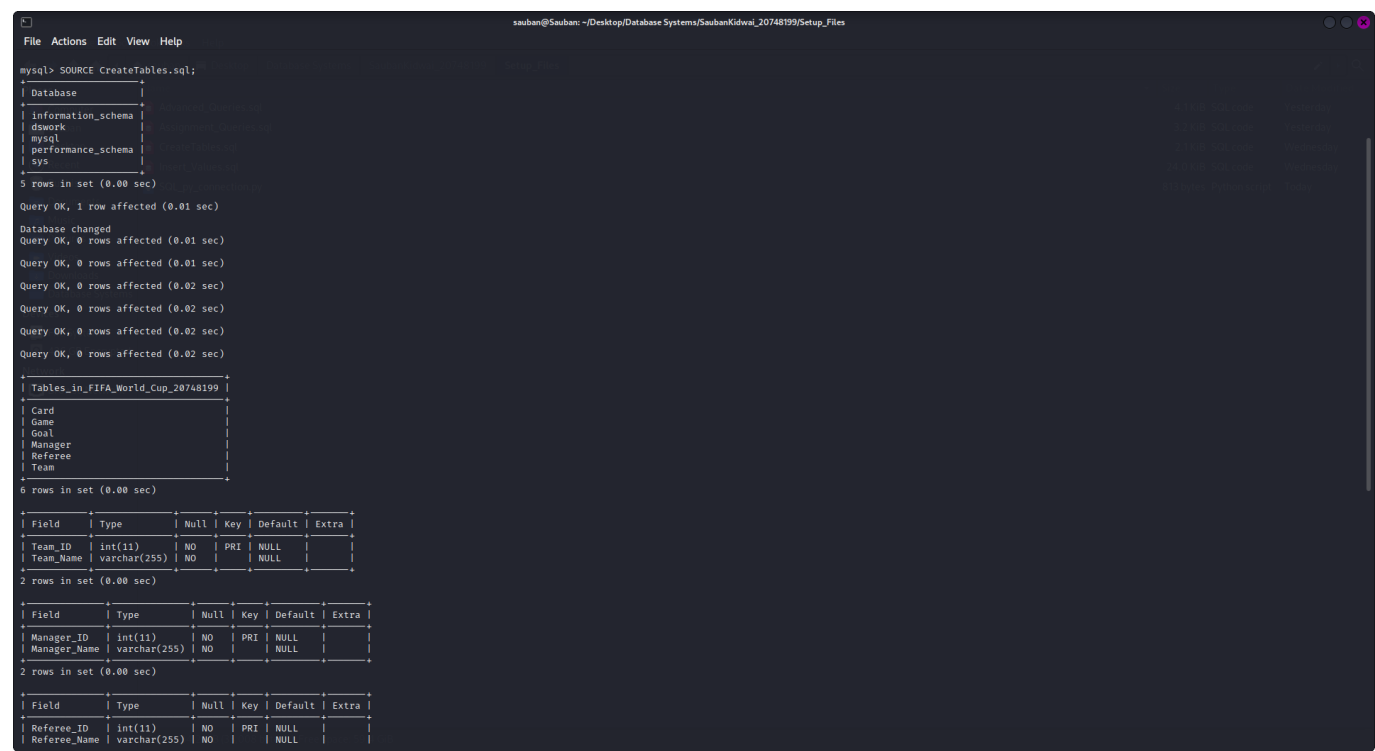 sauban@Sauban: ~/Desktop/Database Systems/SaubanKidwai_20748199/Setup_Files
File Actions Edit View Help
mysql> SOURCE CreateTables.sql;
| Database |
| information_schema |
| dswork |
| mysql |
| performance_schema |
| sys |
5 rows in set (0.00 sec)
Query OK, 1 row affected (0.01 sec)
Database changed
Query OK, 0 rows affected (0.01 sec)
Query OK, 0 rows affected (0.01 sec)
Query OK, 0 rows affected (0.02 sec)
Query OK, 0 rows affected (0.02 sec)
Query OK, 0 rows affected (0.02 sec)
Query OK, 0 rows affected (0.02 sec)
| Tables_in_FIFA_World_Cup_20748199 |
| Card |
| Game |
| Goal |
| Manager |
| Referee |
| Team |
6 rows in set (0.00 sec)
| Field | Type | Null | Key | Default | Extra |
| Team_ID | int(11) | NO | PRI | NULL | |
| Team_Name | varchar(255) | NO | | NULL | |
2 rows in set (0.00 sec)
| Field | Type | Null | Key | Default | Extra |
| Manager_ID | int(11) | NO | PRI | NULL | |
| Manager_Name | varchar(255) | NO | | NULL | |
2 rows in set (0.00 sec)
| Field | Type | Null | Key | Default | Extra |
| Referee_ID | int(11) | NO | PRI | NULL | |
| Referee_Name | varchar(255) | NO | | NULL | |